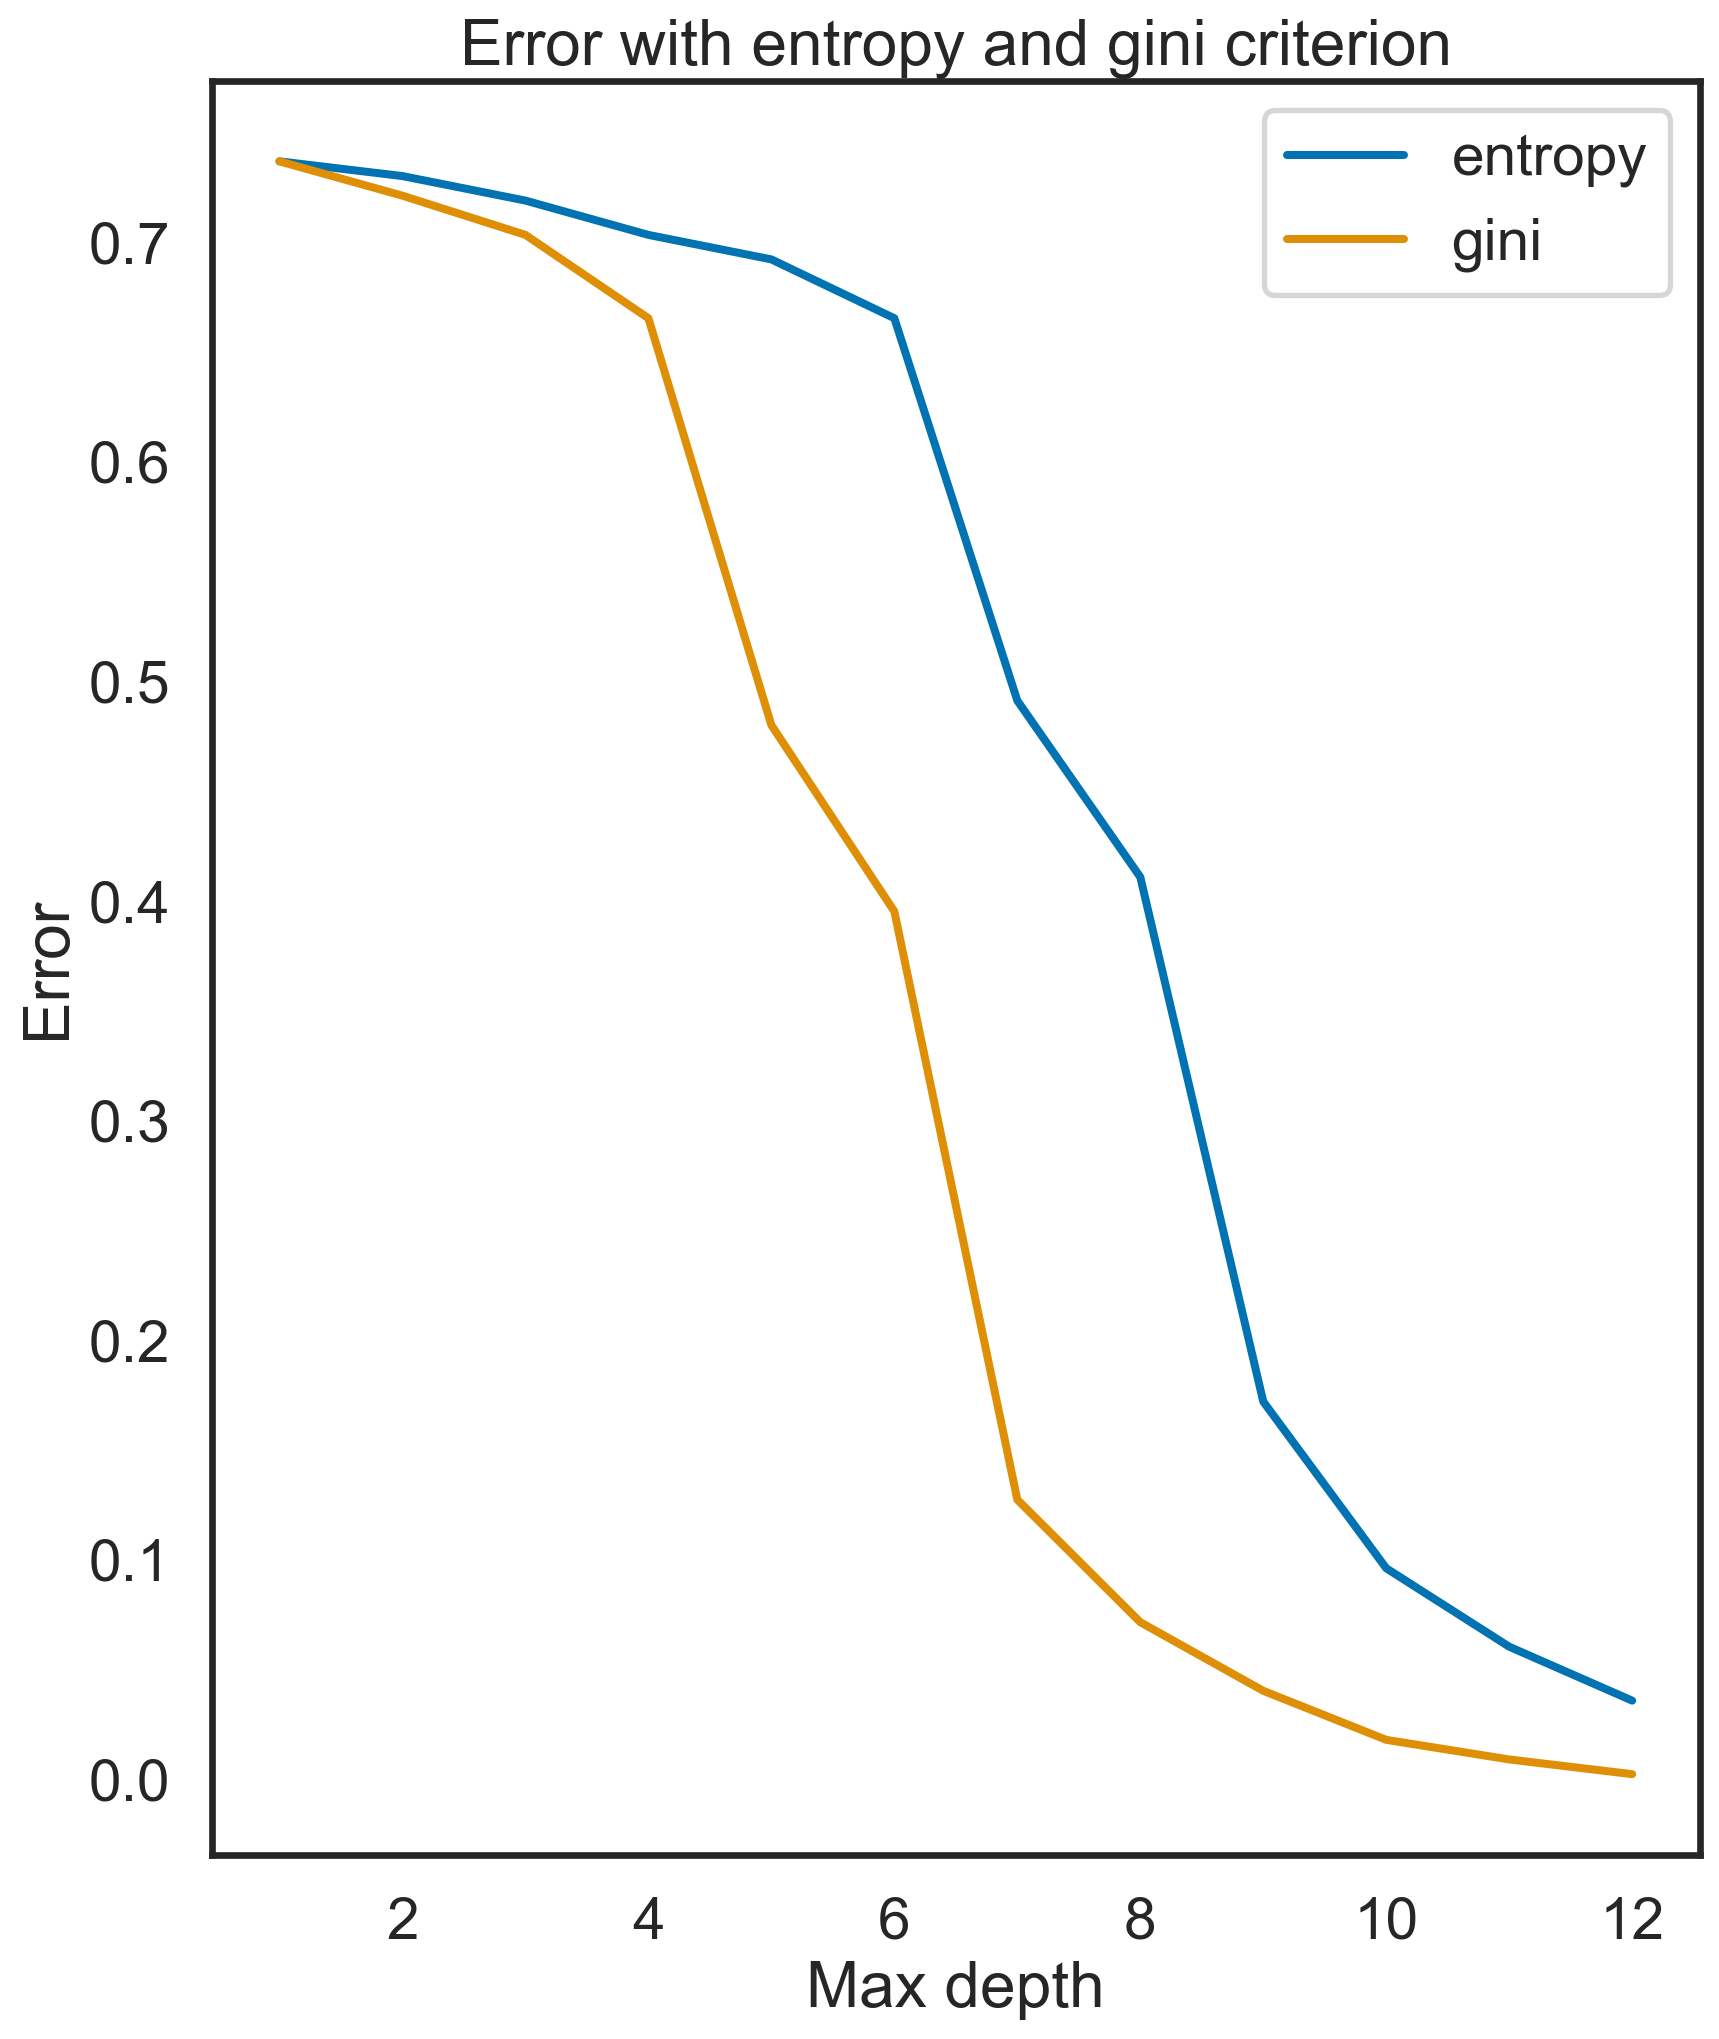 Error with entropy and gini criterion
entropy
gini
0.7
0.6
0.5
0.4
0.3
0.2
0.1
0.0
Error
2 4 6 8 10 12
Max depth